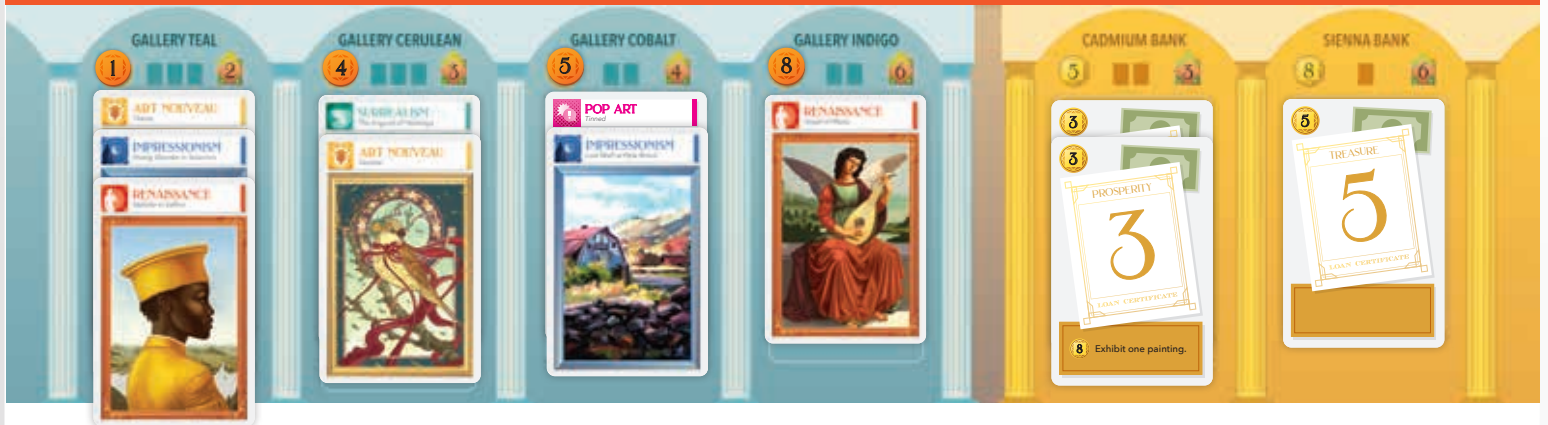 GALLERY TEAL
1
2
ART NOUVEAU
IMPRESSIONISM
RENAISSANCE
GALLERY CERULEAN
4
3
SURREALISM
ART NOUVEAU
GALLERY COBALT
5
4
POP ART
Tinned
IMPRESSIONISM
GALLERY INDIGO
8
6
RENAISSANCE
CADMIUM BANK
5
3
3
3
PROSPERITY
3
LOAN CERTIFICATE
8 Exhibit one painting.
SIENNA BANK
8
6
5
TREASURE
5
LOAN CERTIFICATE